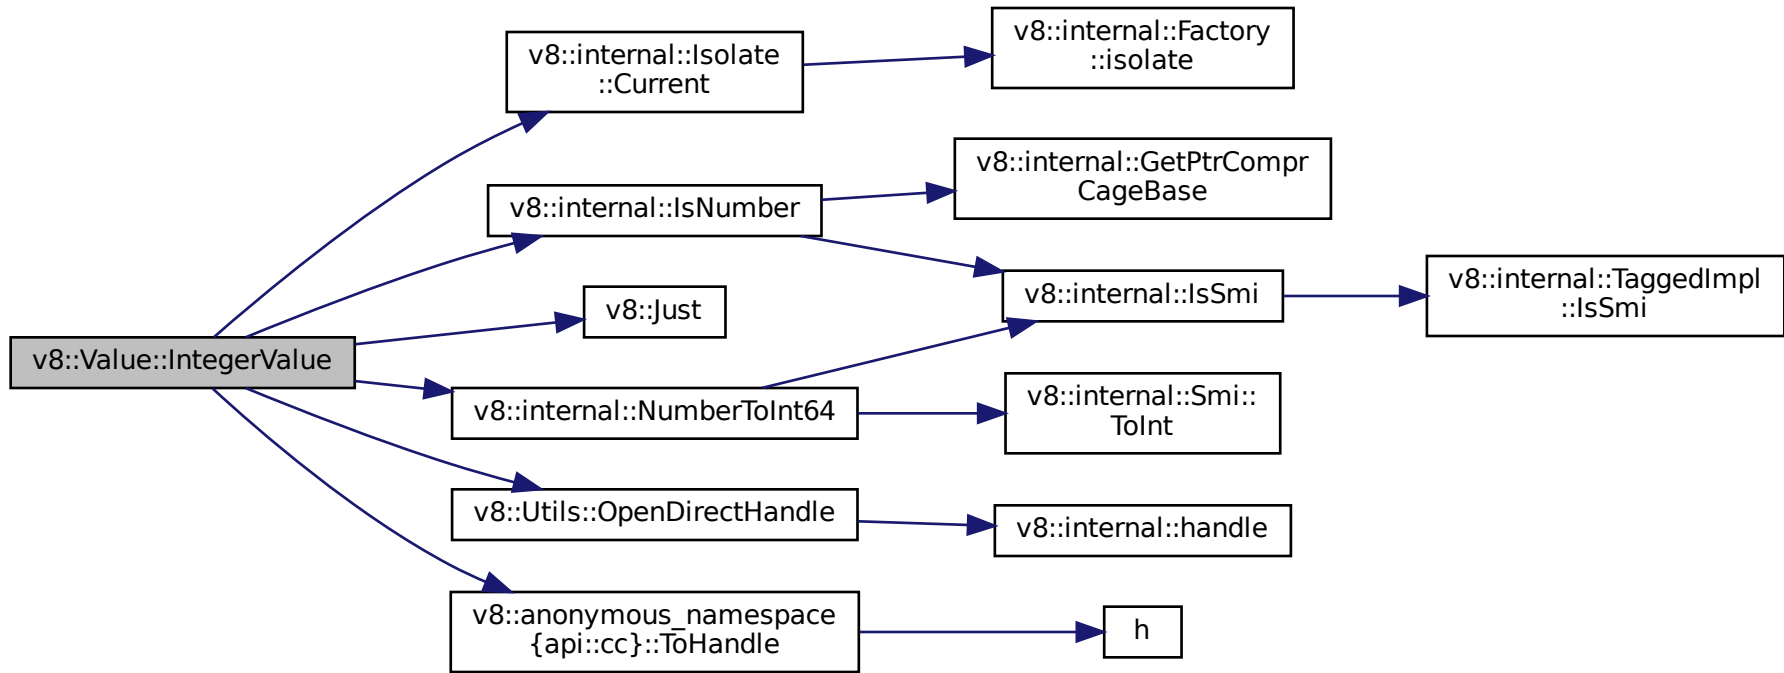 v8::Value::IntegerValue
v8::internal::Isolate
::Current
v8::internal::Factory
::isolate
v8::internal::IsNumber
v8::internal::GetPtrCompr
CageBase
v8::internal::IsSmi
v8::internal::TaggedImpl
::IsSmi
v8::Just
v8::internal::NumberToInt64
v8::internal::Smi::
ToInt
v8::Utils::OpenDirectHandle
v8::internal::handle
v8::anonymous_namespace
{api::cc}::ToHandle
h